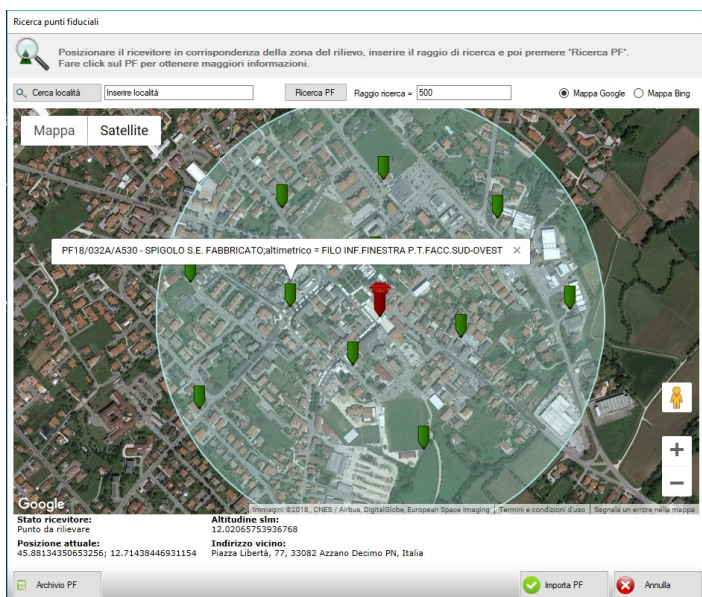 Ricerca punti fiduciali
Posizionare il ricevitore in corrispondenza della zona del rilievo, inserire il raggio di ricerca e poi premere 'Ricerca PF'.
Fare click sul PF per ottenere maggiori informazioni.
Cerca località Inserire località Ricerca PF Raggio ricerca = 500 Mappa Google Mappa Bing
Mappa Satellite
PF18/032A/A530 - SPIGOLO S.E. FABBRICATO;altimetrico = FILO INF.FINESTRA P.T.FACC.SUD-OVEST ×
+
−
Google
Immagini ©2018 , CNES / Airbus, DigitalGlobe, European Space Imaging Termini e condizioni d'uso Segnala un errore nella mappa
Stato ricevitore: Altitudine slm:
Punto da rilievare 12.02065753936768
Posizione attuale: Indirizzo vicino:
45.88134350653256; 12.71438446931154 Piazza Libertà, 77, 33082 Azzano Decimo PN, Italia
Archivio PF Importa PF Annulla